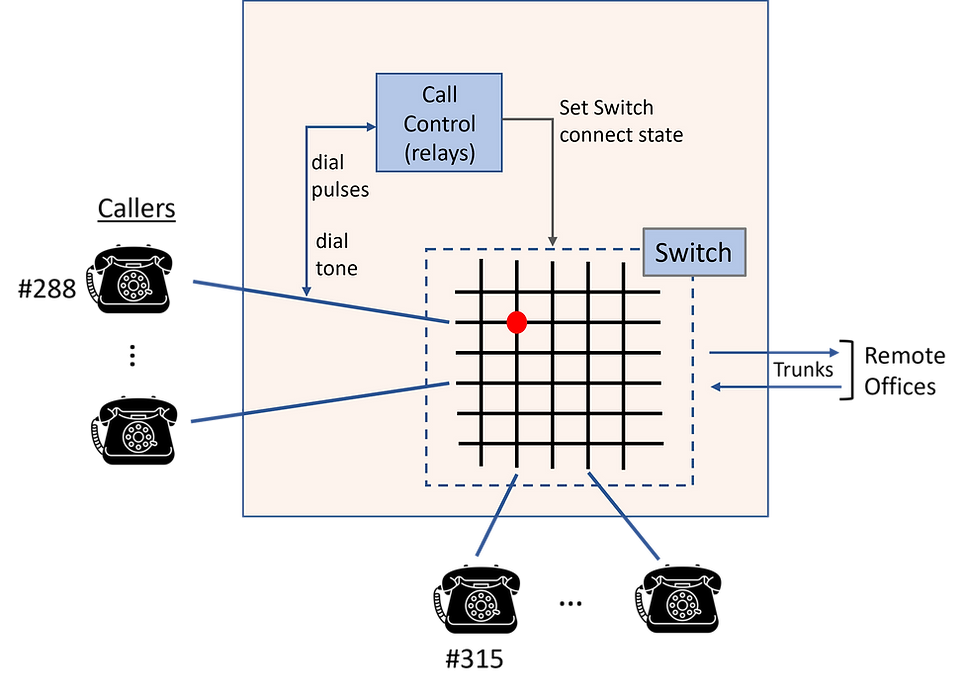 Call
Control
(relays)
Set Switch
connect state
dial
pulses
Callers
dial
tone
Switch
#288
Trunks
Remote
Offices
#315